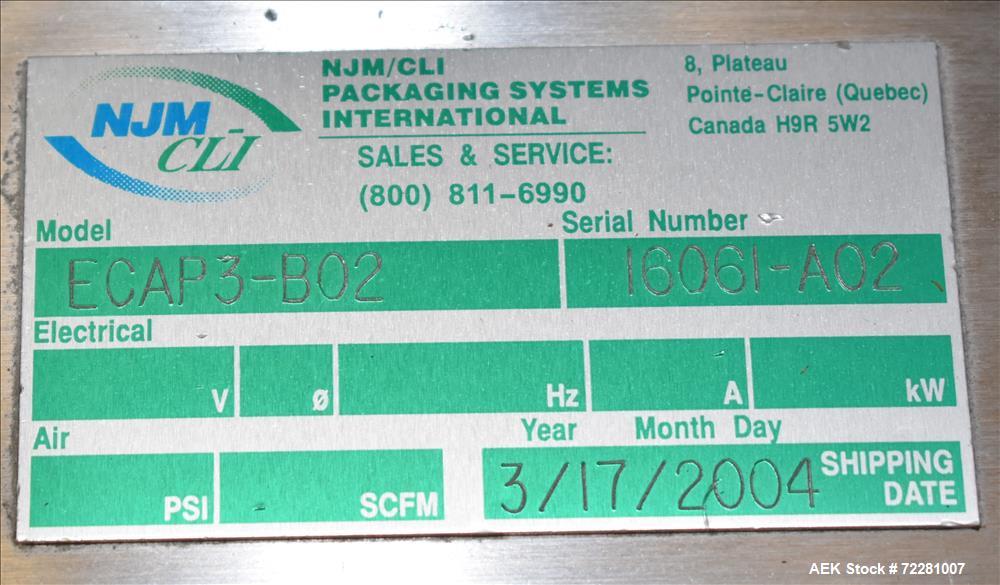 NJM
CLI
NJM/CLI
PACKAGING SYSTEMS
INTERNATIONAL
SALES & SERVICE:
(800) 811-6990
8, Plateau
Pointe-Claire (Quebec)
Canada H9R 5W2
Model
Serial Number
ECAP3-B02
16061-A02
Electrical
V Ø Hz A kW
Air
Year Month Day
PSI SCFM
3/17/2004
SHIPPING
DATE
AEK Stock # 72281007